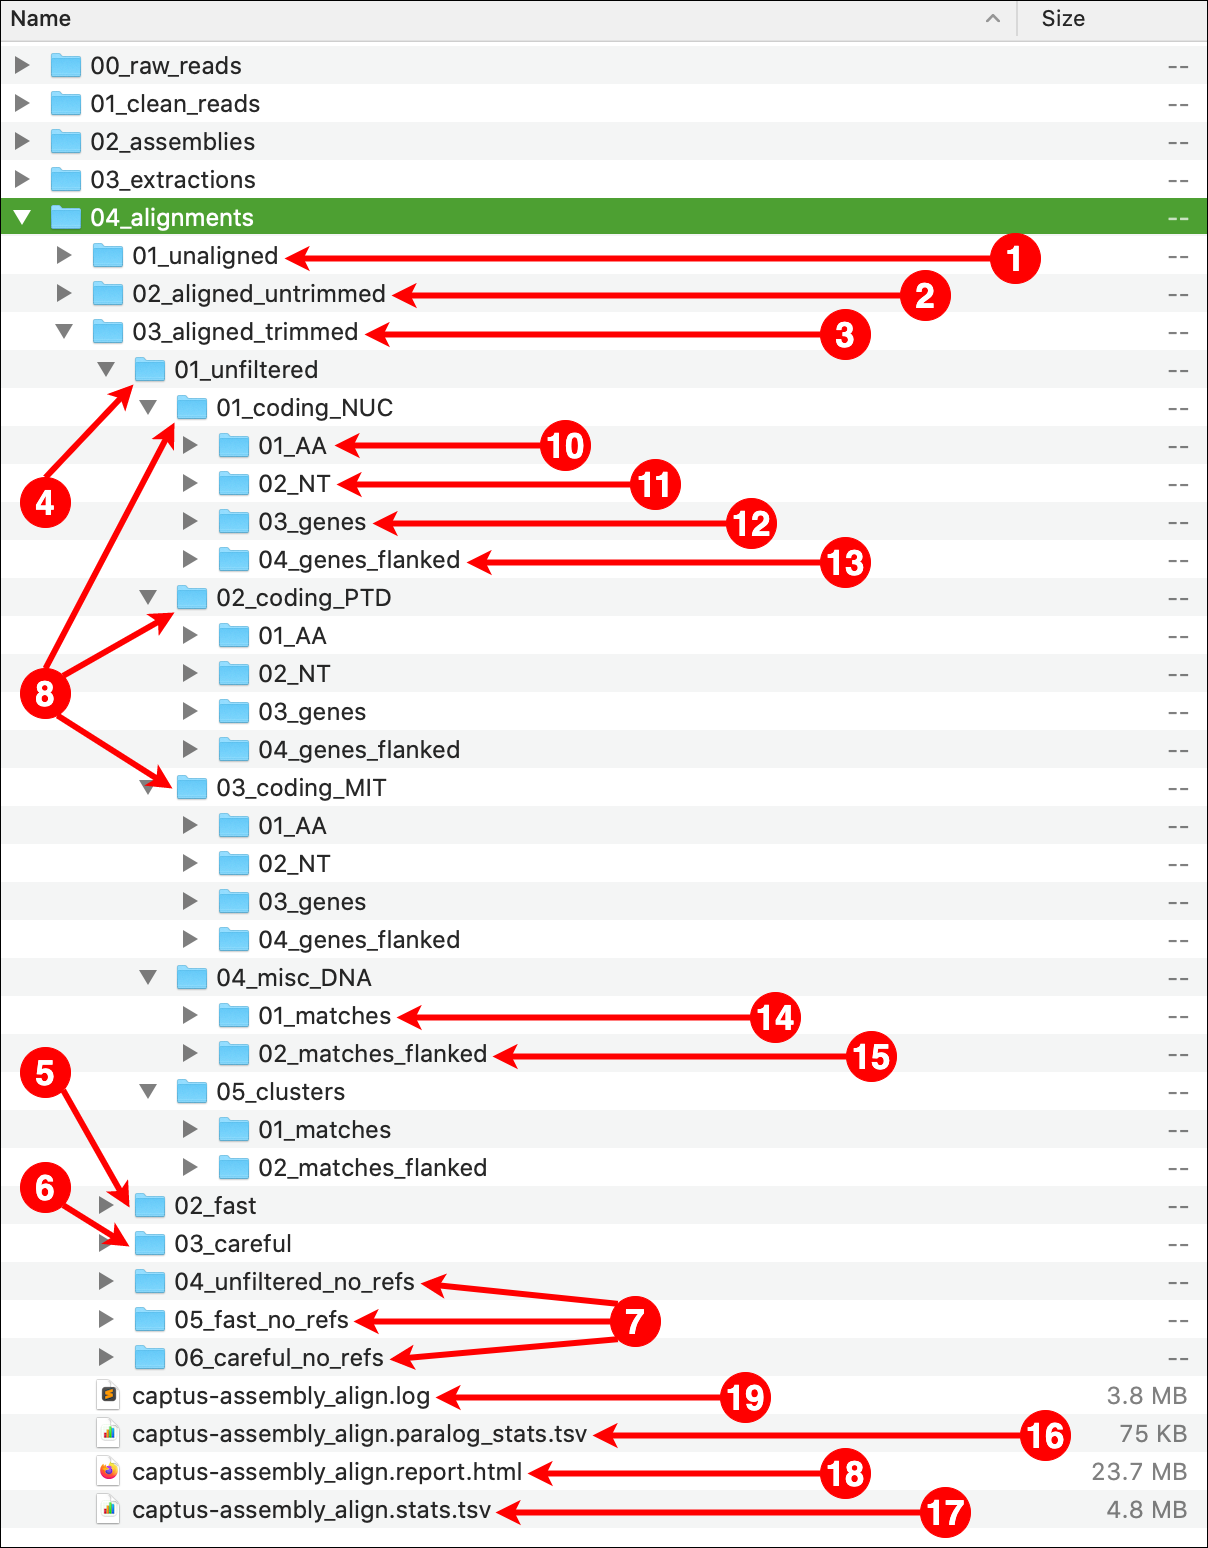 Name Size
00_raw_reads --
01_clean_reads --
02_assemblies --
03_extractions --
04_alignments --
01_unaligned 1 --
02_aligned_untrimmed 2 --
03_aligned_trimmed 3 --
01_unfiltered --
01_coding_NUC --
01_AA 10 --
4 02_NT 11 --
03_genes 12 --
04_genes_flanked 13 --
02_coding_PTD --
01_AA --
8 02_NT --
03_genes --
04_genes_flanked --
03_coding_MIT --
01_AA --
02_NT --
03_genes --
04_genes_flanked --
04_misc_DNA --
01_matches 14 --
5 02_matches_flanked 15 --
05_clusters --
01_matches --
6 02_matches_flanked --
02_fast --
03_careful --
04_unfiltered_no_refs --
05_fast_no_refs 7 --
06_careful_no_refs --
captus-assembly_align.log 19 3.8 MB
captus-assembly_align.paralog_stats.tsv 16 75 KB
captus-assembly_align.report.html 18 23.7 MB
captus-assembly_align.stats.tsv 17 4.8 MB